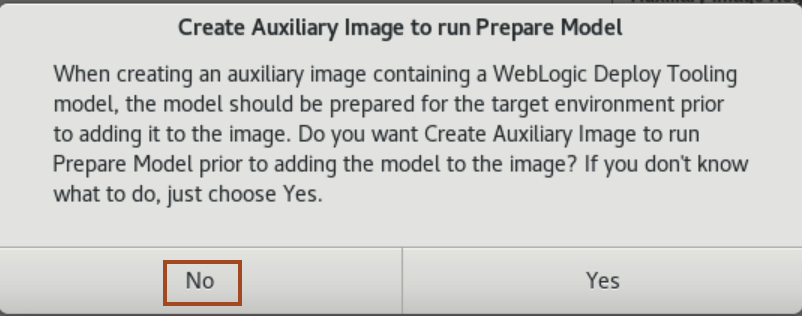 Create Auxiliary Image to run Prepare Model
When creating an auxiliary image containing a WebLogic Deploy Tooling
model, the model should be prepared for the target environment prior
to adding it to the image. Do you want Create Auxiliary Image to run
Prepare Model prior to adding the model to the image? If you don't know
what to do, just choose Yes.
No
Yes